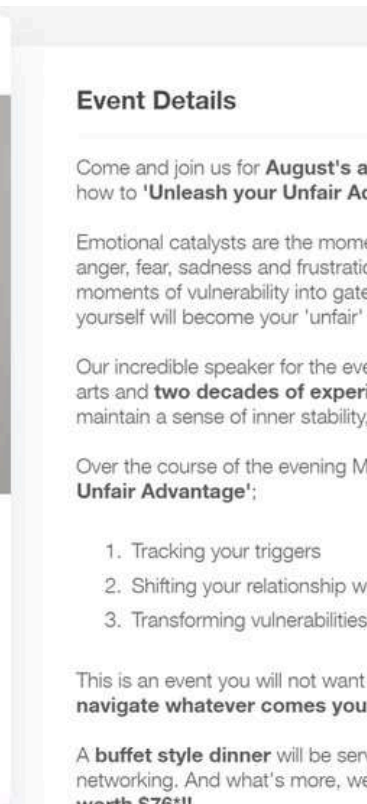 Event Details
Come and join us for August's a
how to 'Unleash your Unfair Ad
Emotional catalysts are the mome
anger, fear, sadness and frustratio
moments of vulnerability into gate
yourself will become your 'unfair'
Our incredible speaker for the eve
arts and two decades of experi
maintain a sense of inner stability,
Over the course of the evening M
Unfair Advantage';
1. Tracking your triggers
2. Shifting your relationship w
3. Transforming vulnerabilities
This is an event you will not want
navigate whatever comes you
A buffet style dinner will be serv
networking. And what's more, we
worth $76*!!